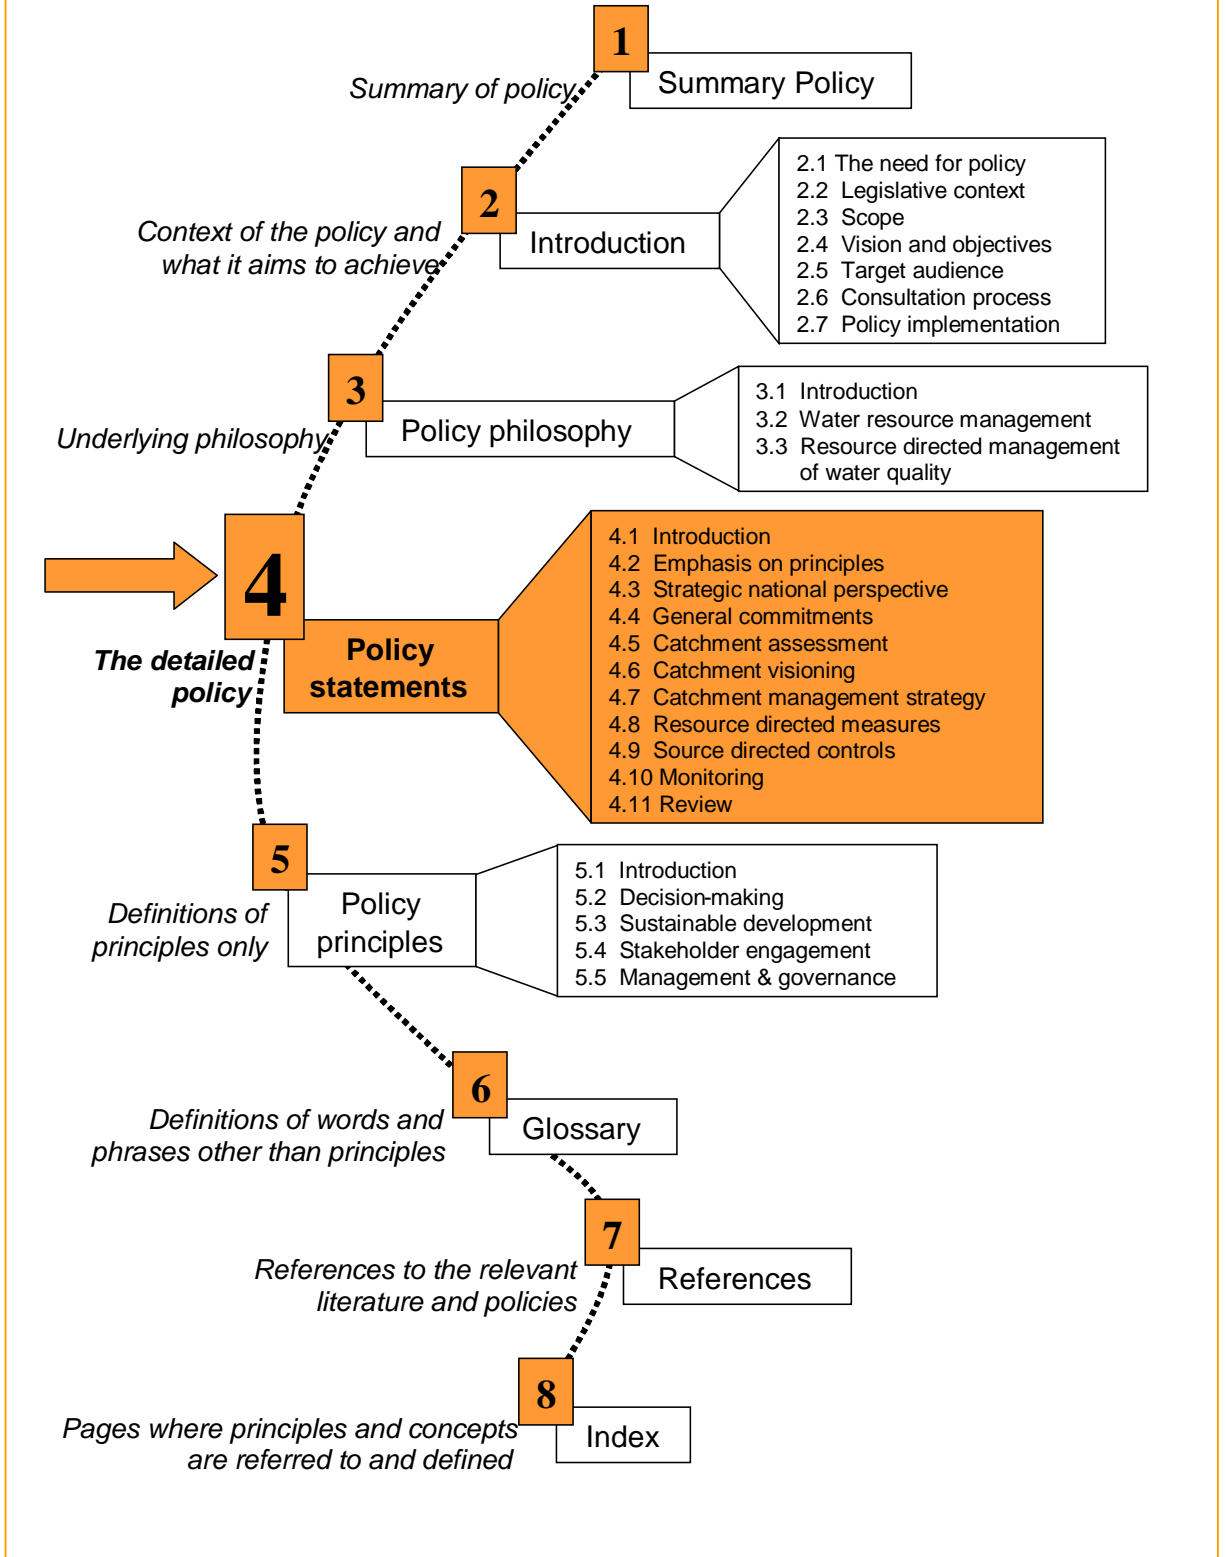 1
Summary Policy
Summary of policy
2
Introduction
Context of the policy and
what it aims to achieve
2.1 The need for policy
2.2 Legislative context
2.3 Scope
2.4 Vision and objectives
2.5 Target audience
2.6 Consultation process
2.7 Policy implementation
3
Policy philosophy
Underlying philosophy
3.1 Introduction
3.2 Water resource management
3.3 Resource directed management
of water quality
4
Policy
statements
The detailed
policy
4.1 Introduction
4.2 Emphasis on principles
4.3 Strategic national perspective
4.4 General commitments
4.5 Catchment assessment
4.6 Catchment visioning
4.7 Catchment management strategy
4.8 Resource directed measures
4.9 Source directed controls
4.10 Monitoring
4.11 Review
5
Policy
principles
Definitions of
principles only
5.1 Introduction
5.2 Decision-making
5.3 Sustainable development
5.4 Stakeholder engagement
5.5 Management & governance
6
Glossary
Definitions of words and
phrases other than principles
7
References
References to the relevant
literature and policies
8
Index
Pages where principles and concepts
are referred to and defined